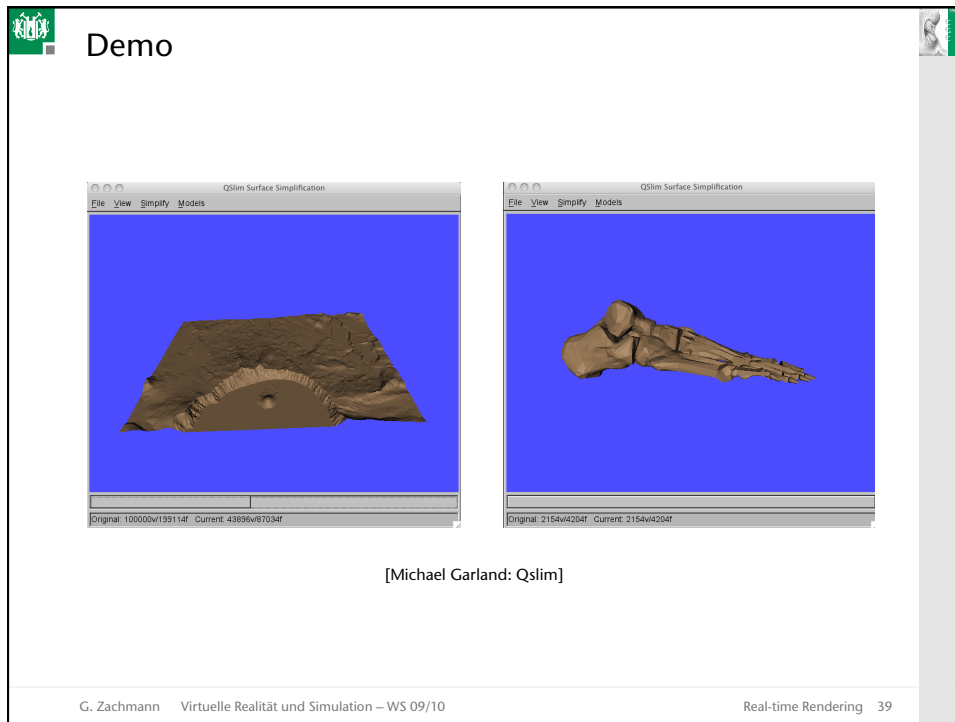 Demo
QSlim Surface Simplification
File View Simplify Models
Original: 100000v/199114f Current: 43896v/87034f
QSlim Surface Simplification
File View Simplify Models
Original: 2154v/4204f Current: 2154v/4204f
[Michael Garland: Qslim]
G. Zachmann Virtuelle Realität und Simulation – WS 09/10 Real-time Rendering 39